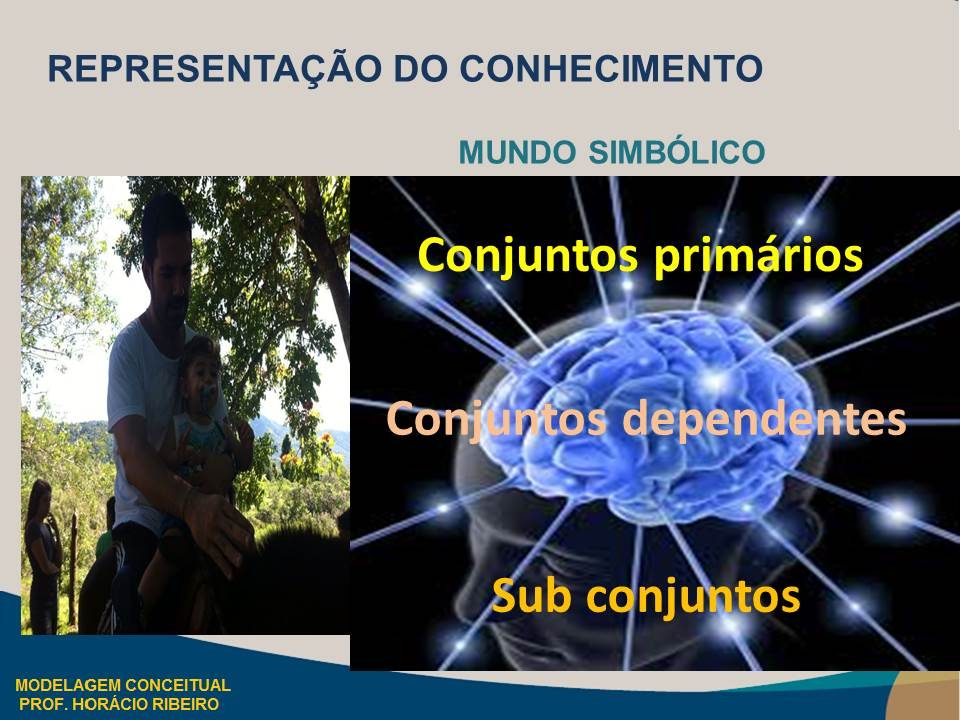 REPRESENTAÇÃO DO CONHECIMENTO
MUNDO SIMBÓLICO
Conjuntos primários
Conjuntos dependentes
Sub conjuntos
MODELAGEM CONCEITUAL
PROF. HORÁCIO RIBEIRO